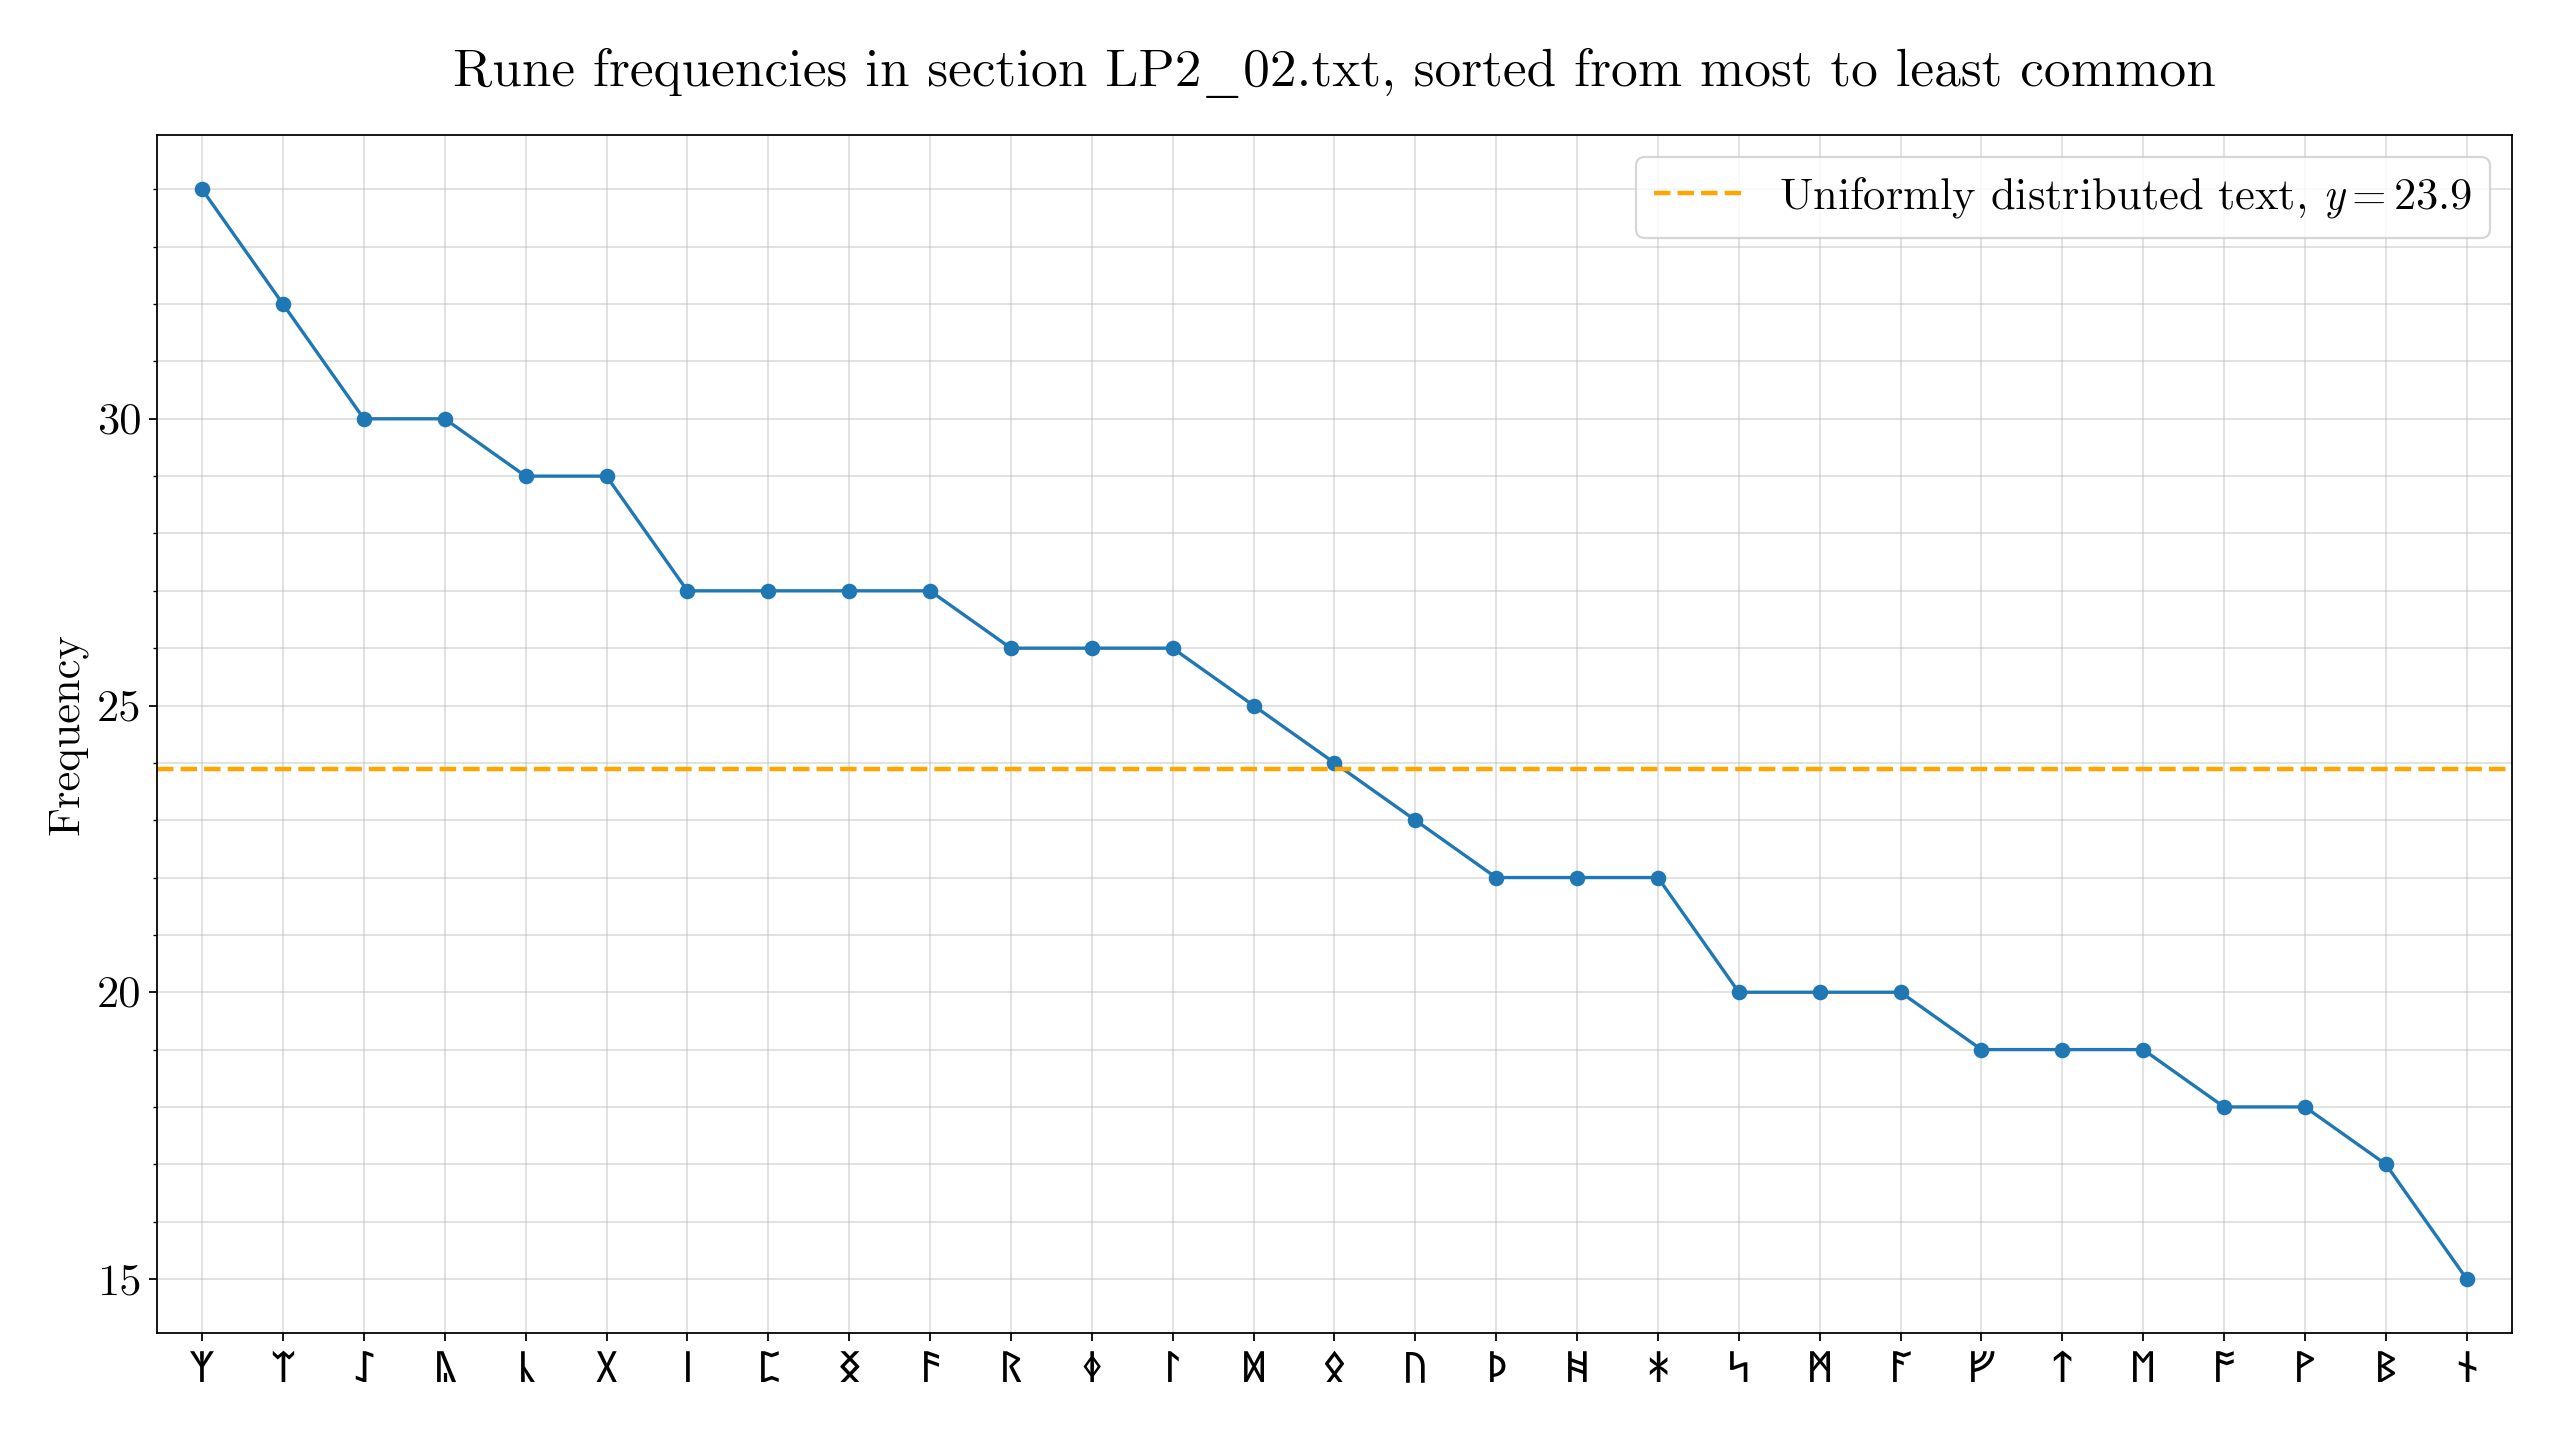 Rune frequencies in section LP2_02.txt, sorted from most to least common
Uniformly distributed text, y = 23.9
Frequency
30
25
20
15
ᛉ ᛠ ᛇ ᚣ ᚳ ᚷ ᛁ ᛈ ᛝ ᚪ ᚱ ᛄ ᛚ ᛞ ᛟ ᚢ ᚦ ᚻ ᛡ ᛋ ᛗ ᚩ ᚠ ᛏ ᛖ ᚫ ᚹ ᛒ ᚾ